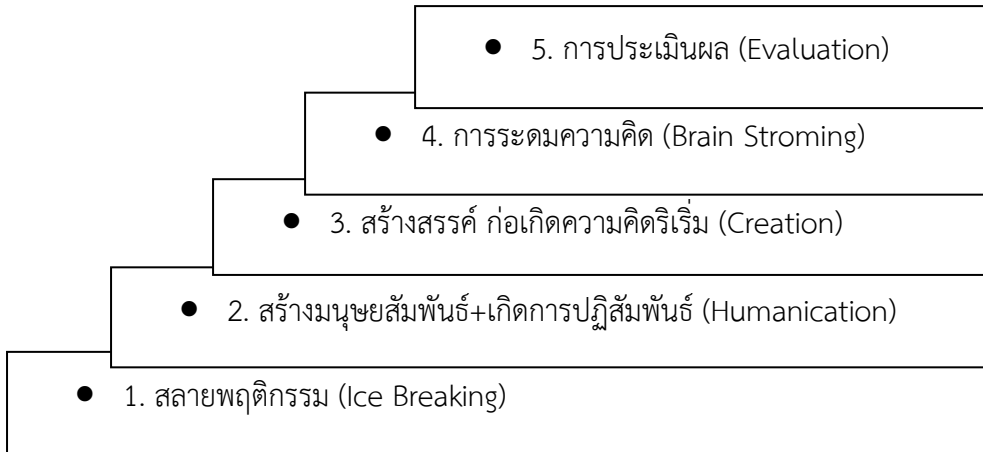 ● 5. การประเมินผล (Evaluation)
● 4. การระดมความคิด (Brain Stroming)
● 3. สร้างสรรค์ ก่อเกิดความคิดริเริ่ม (Creation)
● 2. สร้างมนุษยสัมพันธ์+เกิดการปฏิสัมพันธ์ (Humanication)
● 1. สลายพฤติกรรม (Ice Breaking)